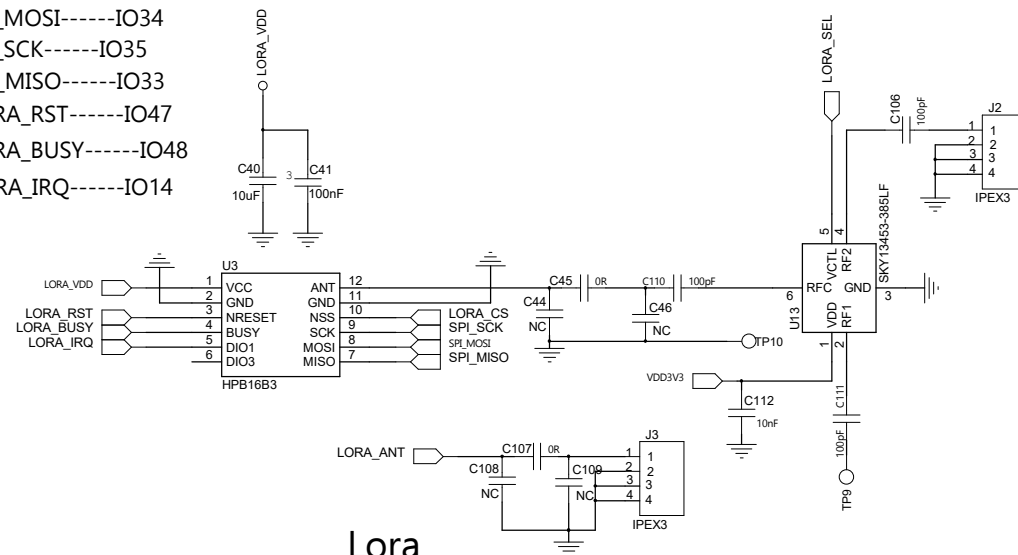 _MOSI------IO34
_SCK------IO35
_MISO------IO33
RA_RST------IO47
RA_BUSY------IO48
RA_IRQ------IO14
LORA_VDD
C40
10uF
3
C41
100nF
LORA_SEL
C106
100pF
J2
1 1
2 2
3 3
4 4
IPEX3
5
4
VCTL
RF2
SKY13453-385LF
6
RFC
GND
3
U13
VDD
RF1
1
2
U3
LORA_VDD
1 VCC
2 GND
LORA_RST
3 NRESET
LORA_BUSY
4 BUSY
LORA_IRQ
5 DIO1
6 DIO3
ANT 12
GND 11
NSS 10
LORA_CS
SCK 9
SPI_SCK
MOSI 8
SPI_MOSI
MISO 7
SPI_MISO
HPB16B3
C45
0R
C110
100pF
C44
NC
C46
NC
TP10
VDD3V3
C112
10nF
C111
100pF
TP9
LORA_ANT
C107
0R
C108
NC
C109
NC
J3
1 1
2 2
3 3
4 4
IPEX3
Lora